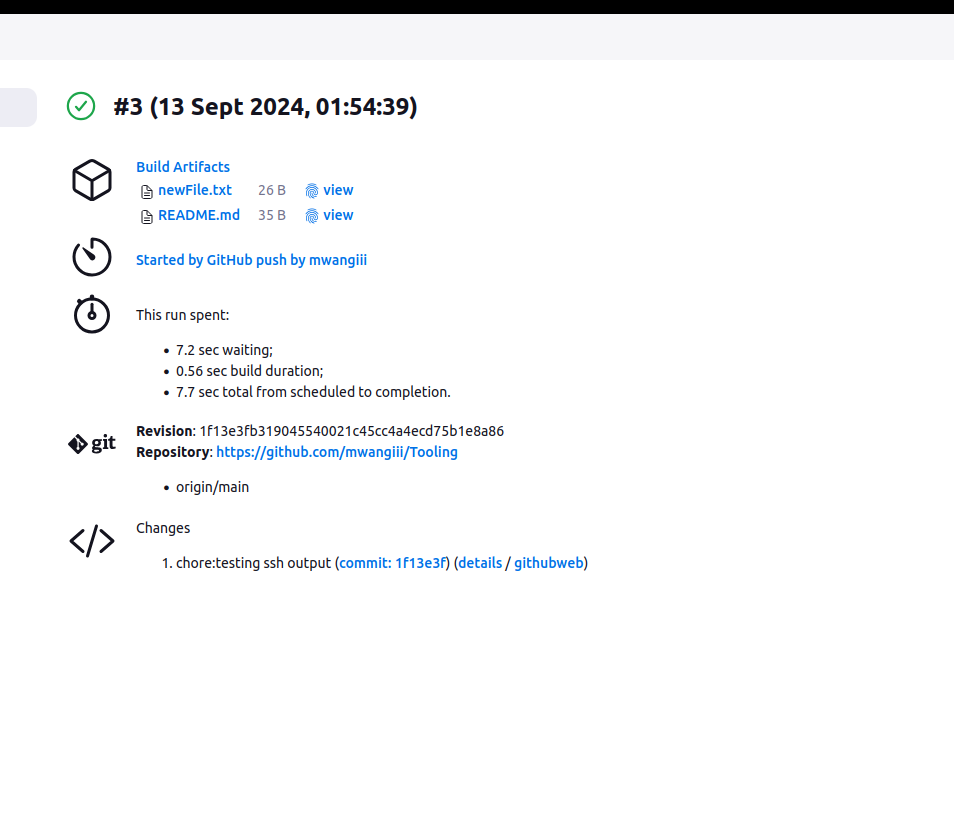 #3 (13 Sept 2024, 01:54:39)
Build Artifacts
newFile.txt 26 B view
README.md 35 B view
Started by GitHub push by mwangiii
This run spent:
7.2 sec waiting;
0.56 sec build duration;
7.7 sec total from scheduled to completion.
git
Revision: 1f13e3fb319045540021c45cc4a4ecd75b1e8a86
Repository: https://github.com/mwangiii/Tooling
origin/main
Changes
1. chore:testing ssh output (commit: 1f13e3f) (details / githubweb)